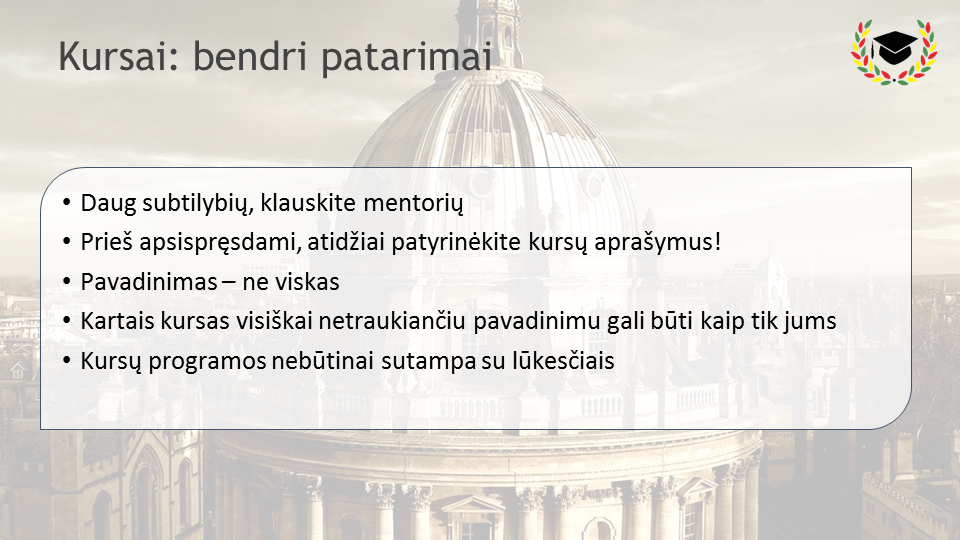 Kursai: bendri patarimai
• Daug subtilybių, klauskite mentorių
• Prieš apsispręsdami, atidžiai patyrinėkite kursų aprašymus!
• Pavadinimas – ne viskas
• Kartais kursas visiškai netraukiančiu pavadinimu gali būti kaip tik jums
• Kursų programos nebūtinai sutampa su lūkesčiais